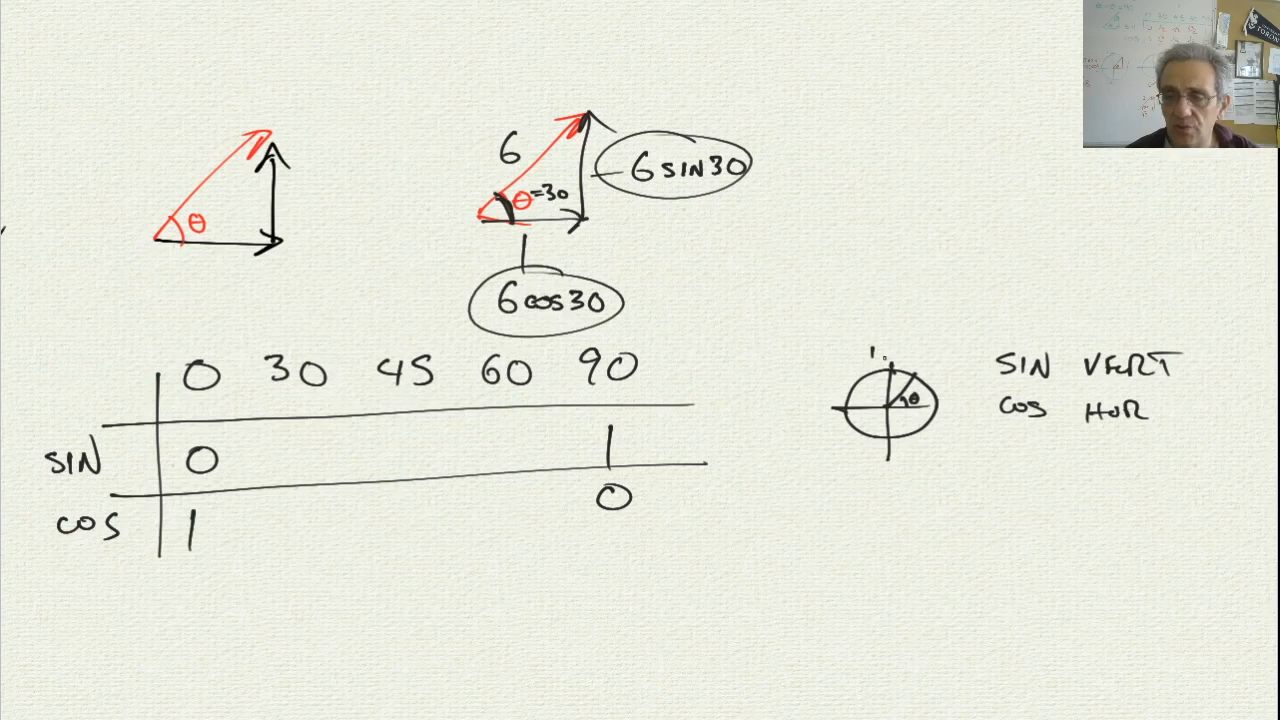 6
6 SIN 30
θ
θ=30
6 cos 30
0 30 45 60 90
SIN 0 1
cos 1 0
θ
SIN VERT
cos HOR
TORON